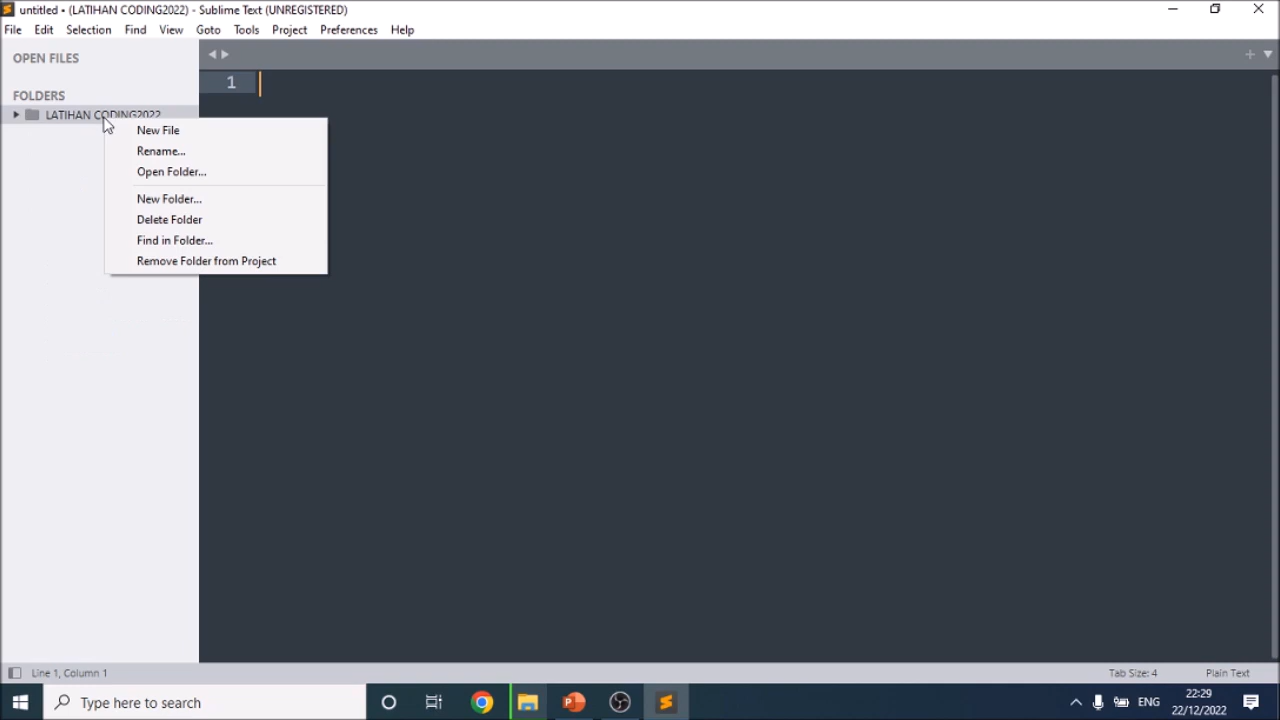 untitled • (LATIHAN CODING2022) - Sublime Text (UNREGISTERED)
File Edit Selection Find View Goto Tools Project Preferences Help
OPEN FILES
FOLDERS
LATIHAN CODING2022
1
New File
Rename...
Open Folder...
New Folder...
Delete Folder
Find in Folder...
Remove Folder from Project
Line 1, Column 1
Tab Size: 4
Plain Text
Type here to search
ENG
22:29
22/12/2022